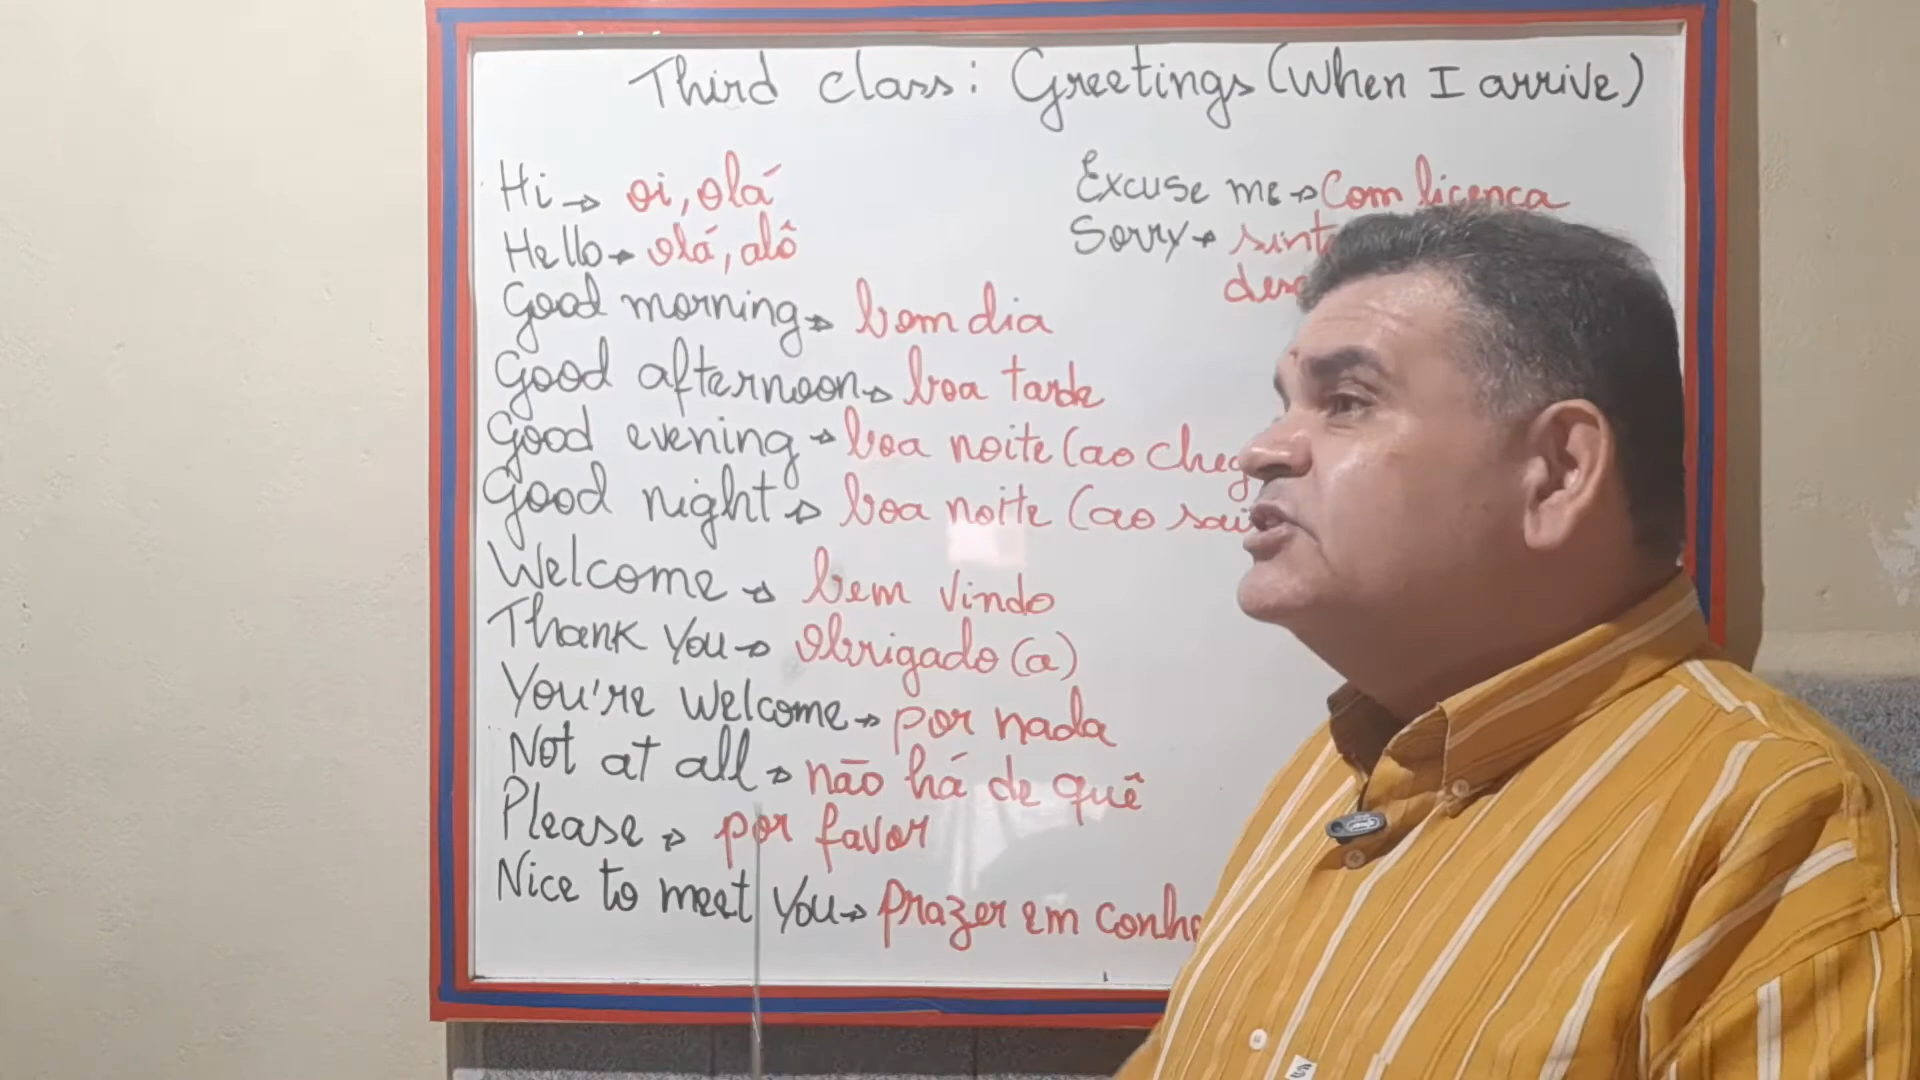 Third class: Greetings (When I arrive)
Hi → oi, olá
Hello → olá, alô
Good morning → bom dia
Good afternoon → boa tarde
Good evening → boa noite (ao cheg
Good night → boa noite (ao sai
Welcome → bem vindo
Thank you → Obrigado (a)
You're welcome → por nada
Not at all → não há de quê
Please → por favor
Nice to meet you → Prazer em conhe
Excuse me → Com licença
Sorry → sint
desc